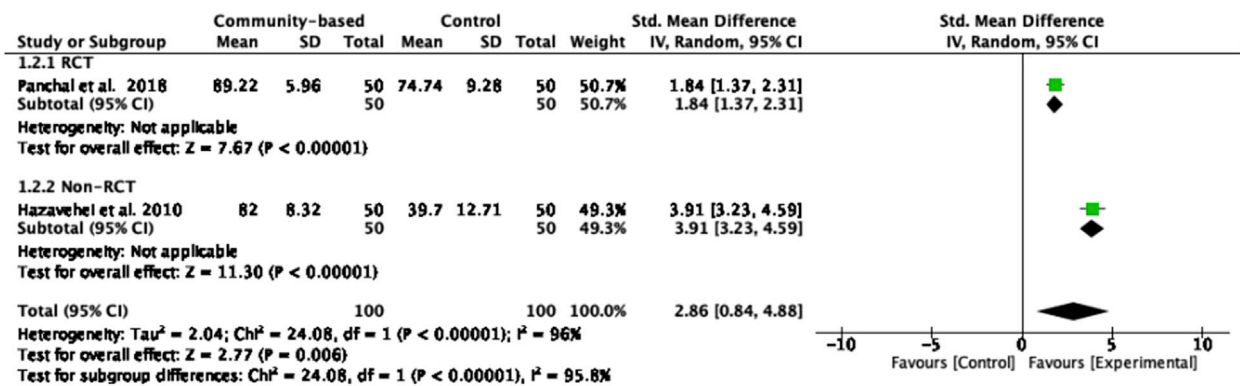 Community-based Control Std. Mean Difference Std. Mean Difference
Study or Subgroup Mean SD Total Mean SD Total Weight IV, Random, 95% CI IV, Random, 95% CI
1.2.1 RCT
Panchal et al. 2018 89.22 5.96 50 74.74 9.28 50 50.7% 1.84 [1.37, 2.31]
Subtotal (95% CI) 50 50 50.7% 1.84 [1.37, 2.31]
Heterogeneity: Not applicable
Test for overall effect: Z = 7.67 (P < 0.00001)
1.2.2 Non-RCT
Hazavehei et al. 2010 82 8.32 50 39.7 12.71 50 49.3% 3.91 [3.23, 4.59]
Subtotal (95% CI) 50 50 49.3% 3.91 [3.23, 4.59]
Heterogeneity: Not applicable
Test for overall effect: Z = 11.30 (P < 0.00001)
Total (95% CI) 100 100 100.0% 2.86 [0.84, 4.88]
Heterogeneity: Tau² = 2.04; Chi² = 24.08, df = 1 (P < 0.00001); I² = 96%
Test for overall effect: Z = 2.77 (P = 0.006)
Test for subgroup differences: Chi² = 24.08, df = 1 (P < 0.00001), I² = 95.8%
-10 -5 0 5 10
Favours [Control] Favours [Experimental]